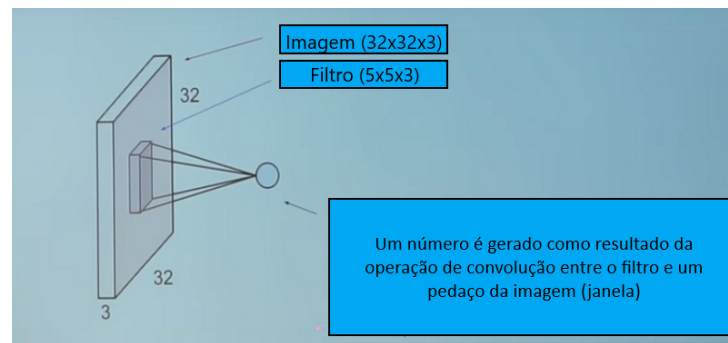 Imagem (32x32x3)
Filtro (5x5x3)
32
32
3
Um número é gerado como resultado da
operação de convolução entre o filtro e um
pedaço da imagem (janela)